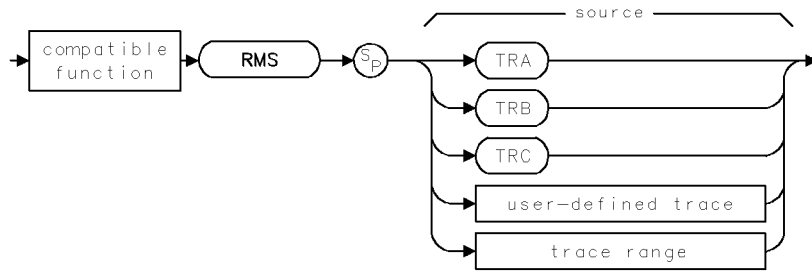 source
compatible
function
RMS
SP
TRA
TRB
TRC
user-defined trace
trace range